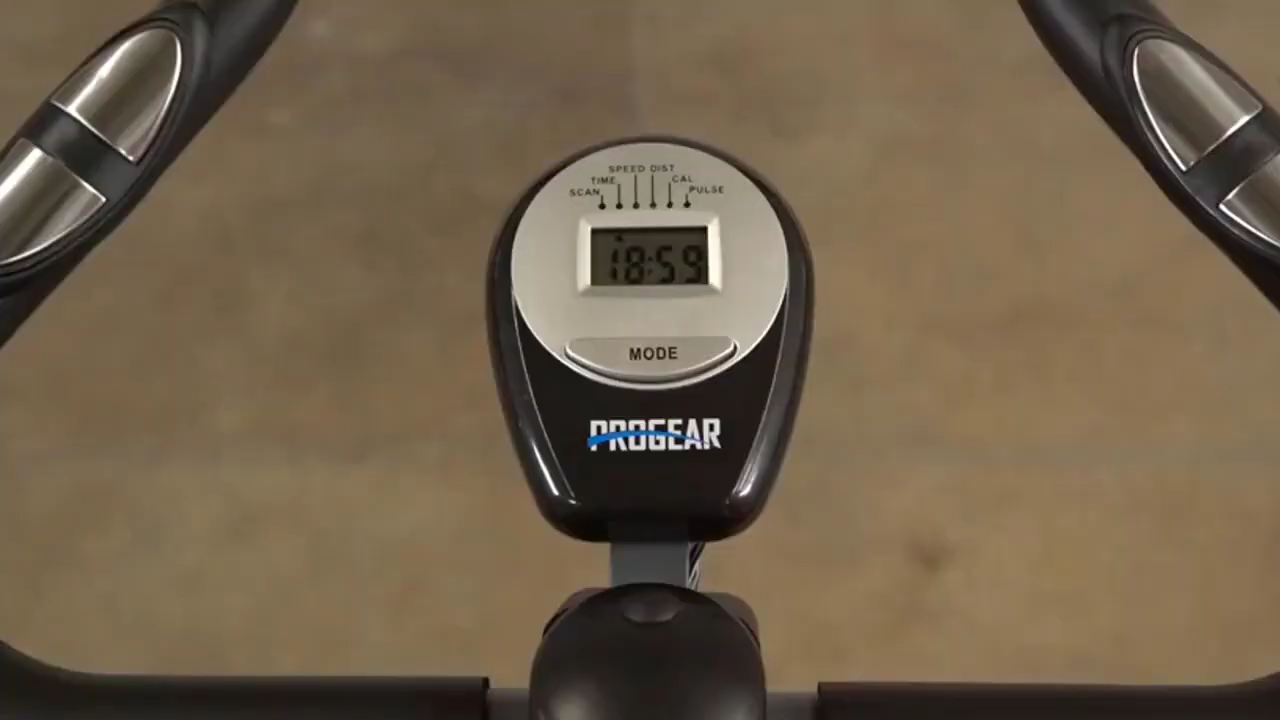 SPEED DIST
TIME CAL
SCAN PULSE
18:59
MODE
PROGEAR